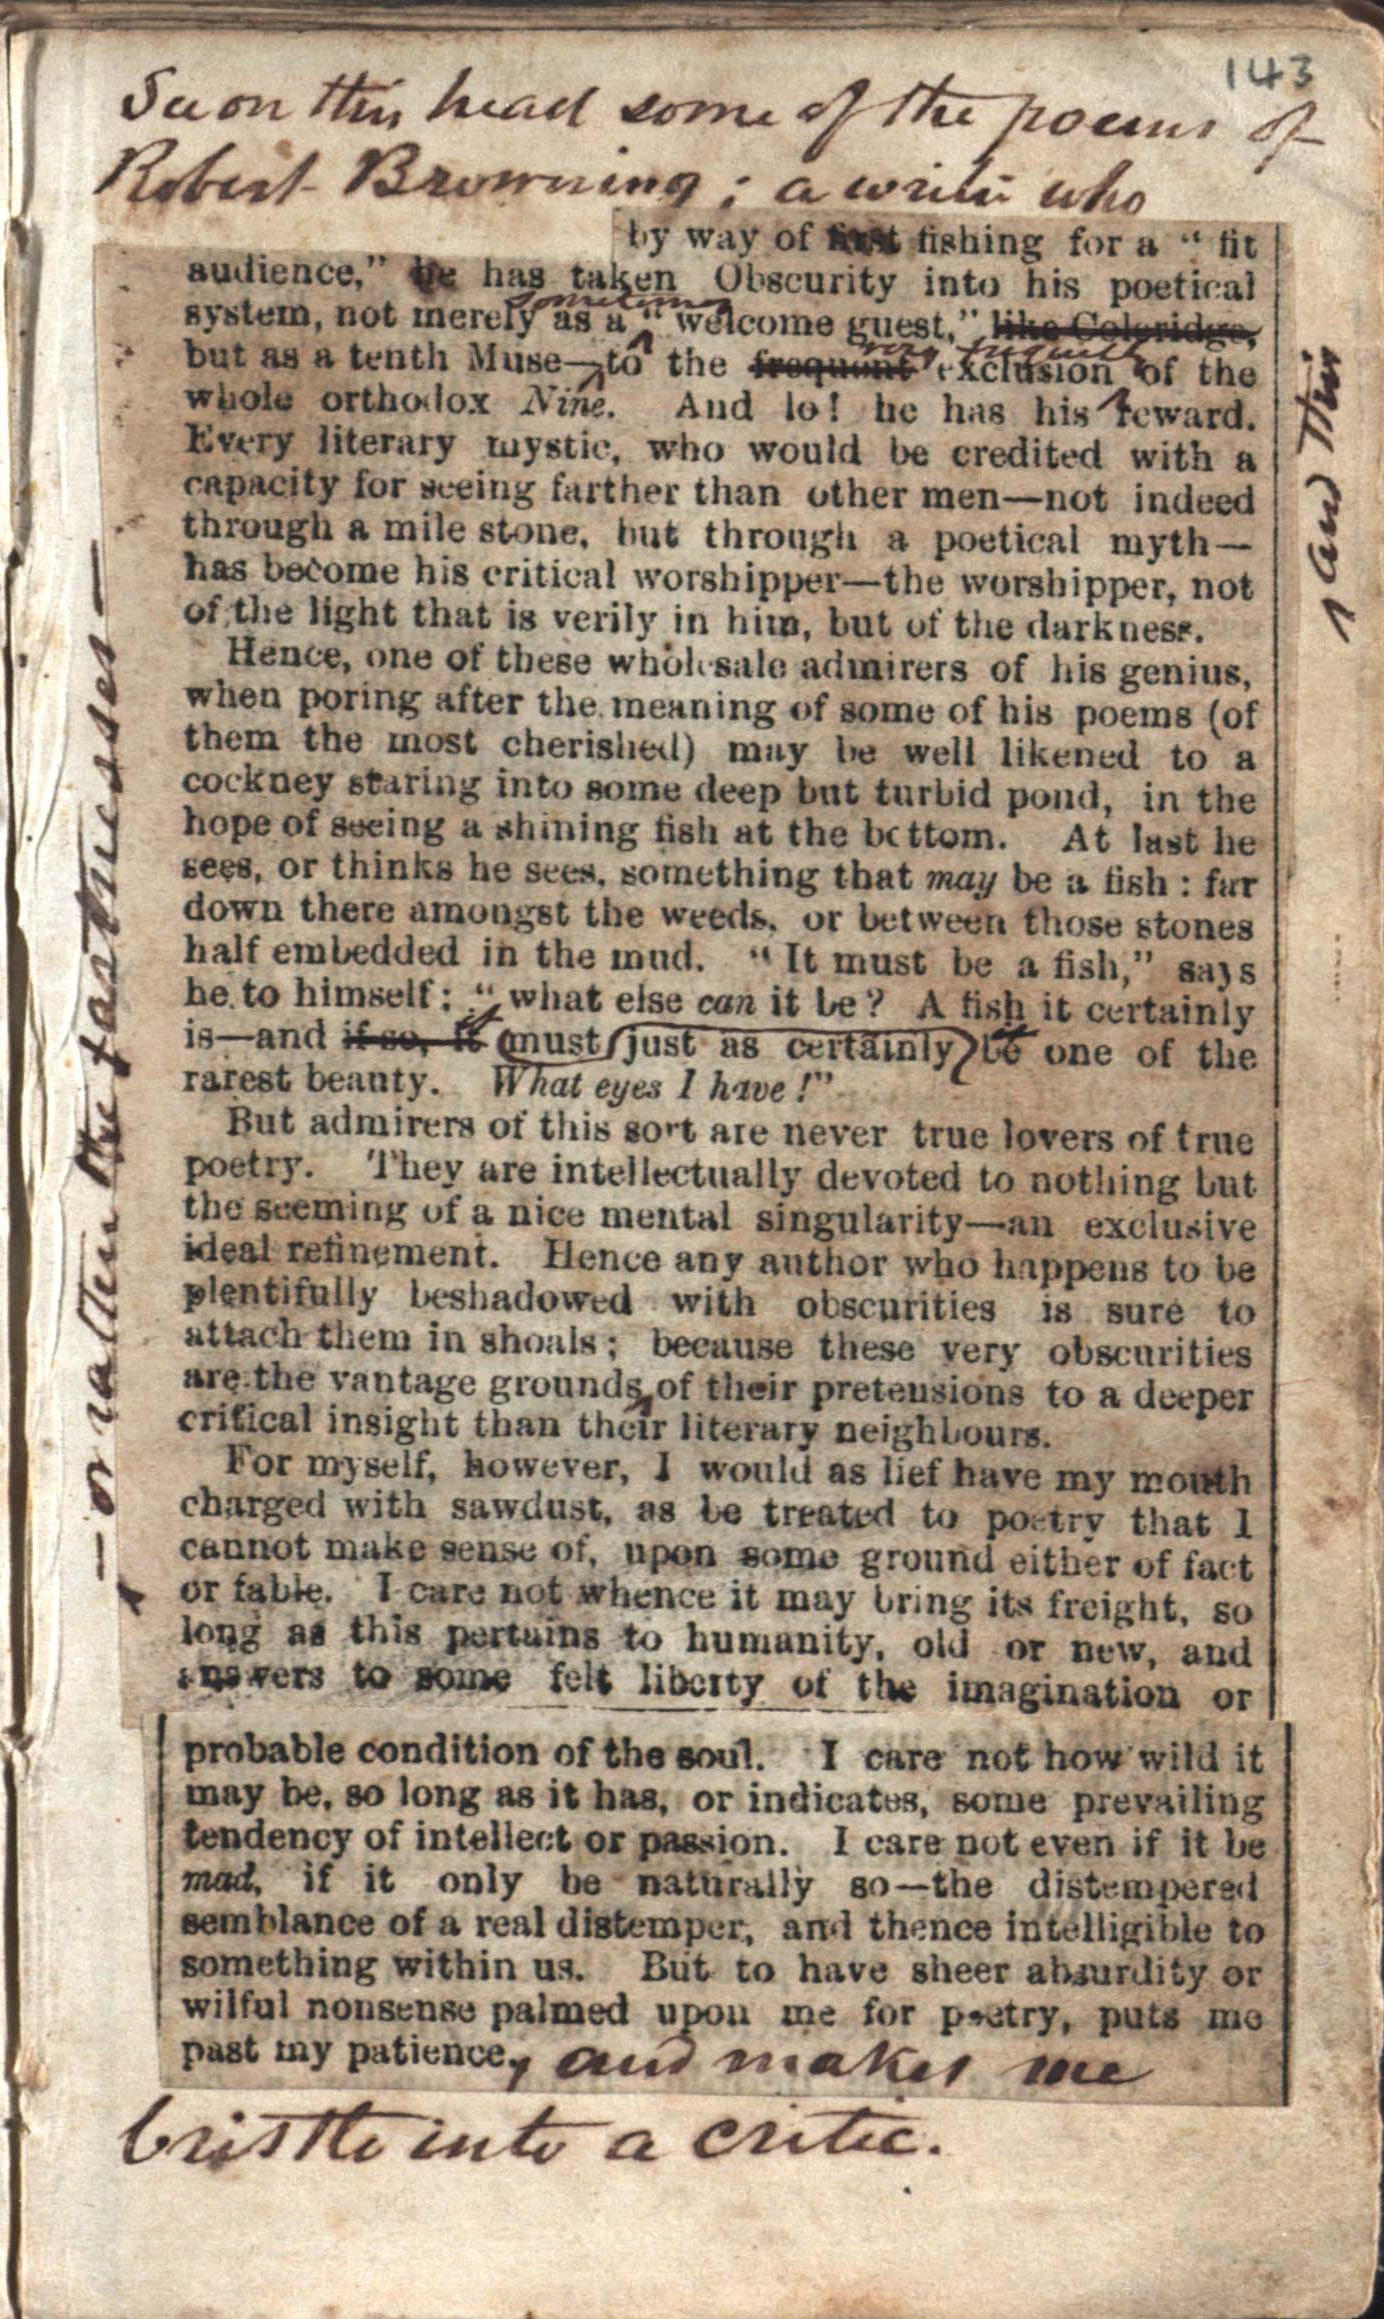 143
See on this head some of the poems of
Robert Browning; a writer who
by way of first fishing for a "fit
audience," he has taken Obscurity into his poetical
sometimes
system, not merely as a "welcome guest," like Coleridge,
very frequent
but as a tenth Muse—to the frequent exclusion of the
whole orthodox Nine. And lo! he has his reward.
and this
Every literary mystic, who would be credited with a
capacity for seeing farther than other men—not indeed
through a mile stone, but through a poetical myth—
has become his critical worshipper—the worshipper, not
of the light that is verily in him, but of the darkness.
Hence, one of these wholesale admirers of his genius,
when poring after the meaning of some of his poems (of
them the most cherished) may be well likened to a
cockney staring into some deep but turbid pond, in the
hope of seeing a shining fish at the bottom. At last he
sees, or thinks he sees, something that may be a fish: far
down there amongst the weeds, or between those stones
half embedded in the mud. "It must be a fish," says
he to himself: "what else can it be? A fish it certainly
it
is—and if so, it must just as certainly be one of the
rarest beauty. What eyes I have!"
But admirers of this sort are never true lovers of true
poetry. They are intellectually devoted to nothing but
the seeming of a nice mental singularity—an exclusive
ideal refinement. Hence any author who happens to be
plentifully beshadowed with obscurities is sure to
attach them in shoals; because these very obscurities
are the vantage grounds, of their pretensions to a deeper
—or rather the fastnesses—
critical insight than their literary neighbours.
For myself, however, I would as lief have my mouth
charged with sawdust, as be treated to poetry that I
cannot make sense of, upon some ground either of fact
or fable. I care not whence it may bring its freight, so
long as this pertains to humanity, old or new, and
answers to some felt liberty of the imagination or
probable condition of the soul. I care not how wild it
may be, so long as it has, or indicates, some prevailing
tendency of intellect or passion. I care not even if it be
mad, if it only be naturally so—the distempered
semblance of a real distemper, and thence intelligible to
something within us. But to have sheer absurdity or
wilful nonsense palmed upon me for poetry, puts me
past my patience, and makes me
bristle into a critic.